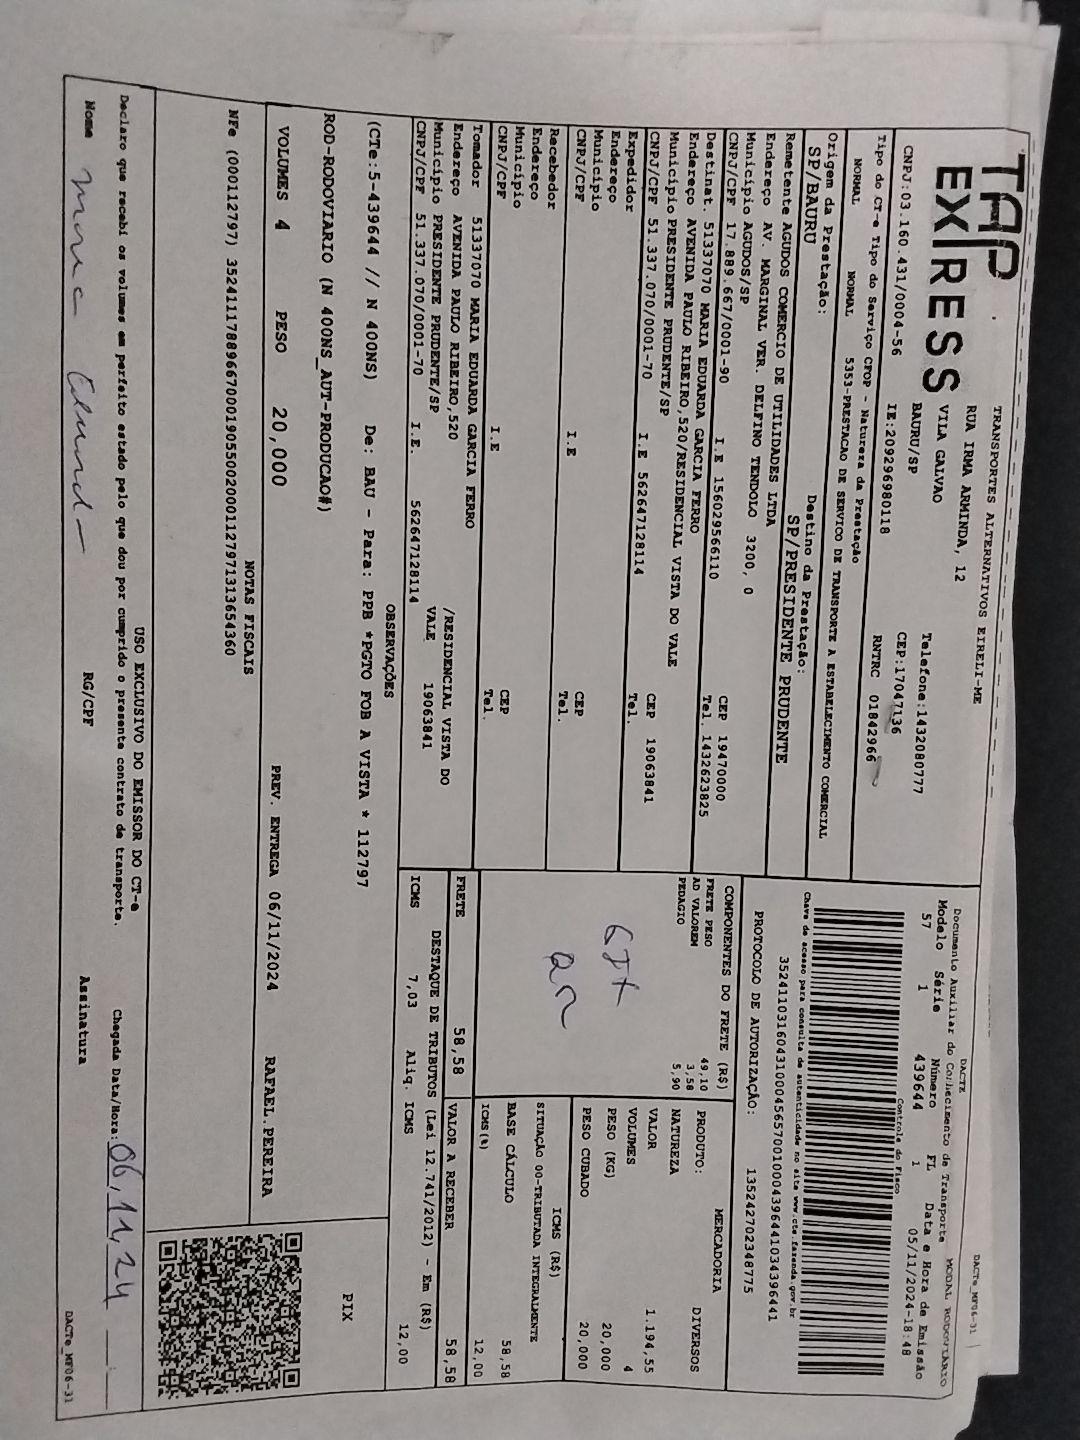 TAP EXPRESS
TRANSPORTES ALTERNATIVOS EIRELI-ME
RUA IRMA ARMINDA, 12
VILA GALVAO
BAURU/SP
Telefone:1432080777
CEP:17047136
CNPJ:03.160.431/0004-56
IE:209296980118
RNTRC 01842966
Tipo do CT-e Tipo do Serviço CFOP - Natureza da Prestação
NORMAL NORMAL 5353-PRESTACAO DE SERVICO DE TRANSPORTE A ESTABELECIMENTO COMERCIAL
Origem da Prestação:
SP/BAURU
Destino da Prestação:
SP/PRESIDENTE PRUDENTE
Remetente AGUDOS COMERCIO DE UTILIDADES LTDA
Endereço AV. MARGINAL VER. DELFINO TENDOLO 3200, 0
Município AGUDOS/SP CEP 19470000
CNPJ/CPF 17.889.667/0001-90 I.E 156029566110 Tel. 1432623825
Destinat. 51337070 MARIA EDUARDA GARCIA FERRO
Endereço AVENIDA PAULO RIBEIRO,520/RESIDENCIAL VISTA DO VALE
Município PRESIDENTE PRUDENTE/SP CEP 19063841
CNPJ/CPF 51.337.070/0001-70 I.E 562647128114 Tel.
Expedidor
Endereço
Município CEP
CNPJ/CPF I.E Tel.
Recebedor
Endereço
Município CEP
CNPJ/CPF I.E Tel.
Tomador 51337070 MARIA EDUARDA GARCIA FERRO
Endereço AVENIDA PAULO RIBEIRO,520 /RESIDENCIAL VISTA DO
Município PRESIDENTE PRUDENTE/SP VALE 19063841
CNPJ/CPF 51.337.070/0001-70 I.E. 562647128114
OBSERVAÇÕES
(CTe:5-439644 // N 400NS) De: BAU - Para: PPB *PGTO FOB A VISTA * 112797
ROD-RODOVIARIO (N 400NS_AUT-PRODUCAO#)
VOLUMES 4 PESO 20,000 PREV. ENTREGA 06/11/2024 RAFAEL.PEREIRA
NOTAS FISCAIS
NFe (000112797) 35241117889667000190550020001127971313654360
USO EXCLUSIVO DO EMISSOR DO CT-e
Declaro que recebi os volumes em perfeito estado pelo que dou por cumprido o presente contrato de transporte.
Chegada Data/Hora: 06/11/24
Nome RG/CPF Assinatura
DACTe_MF06-31
DACTE
DACTe_MF06-31
Documento Auxiliar do Conhecimento de Transporte MODAL RODOVIÁRIO
Modelo Série Número FL Data e Hora de Emissão
57 1 439644 1 05/11/2024-18:48
Controle do Fisco
Chave de acesso para consulta de autenticidade no site www.cte.fazenda.gov.br
35241103160431000456570010004396441034396441
PROTOCOLO DE AUTORIZAÇÃO: 135242702348775
COMPONENTES DO FRETE (R$)
FRETE PESO 49,10
AD VALOREM 3,58
PEDAGIO 5,90
FRETE 58,58
MERCADORIA
PRODUTO: DIVERSOS
NATUREZA
VALOR 1.194,55
VOLUMES 4
PESO (KG) 20,000
PESO CUBADO 20,000
ICMS (R$)
SITUAÇÃO 00-TRIBUTADA INTEGRALMENTE
BASE CÁLCULO 58,58
ICMS(%) 12,00
VALOR A RECEBER 58,58
DESTAQUE DE TRIBUTOS (Lei 12.741/2012) - Em (R$)
ICMS 7,03 Aliq. ICMS 12,00
PIX